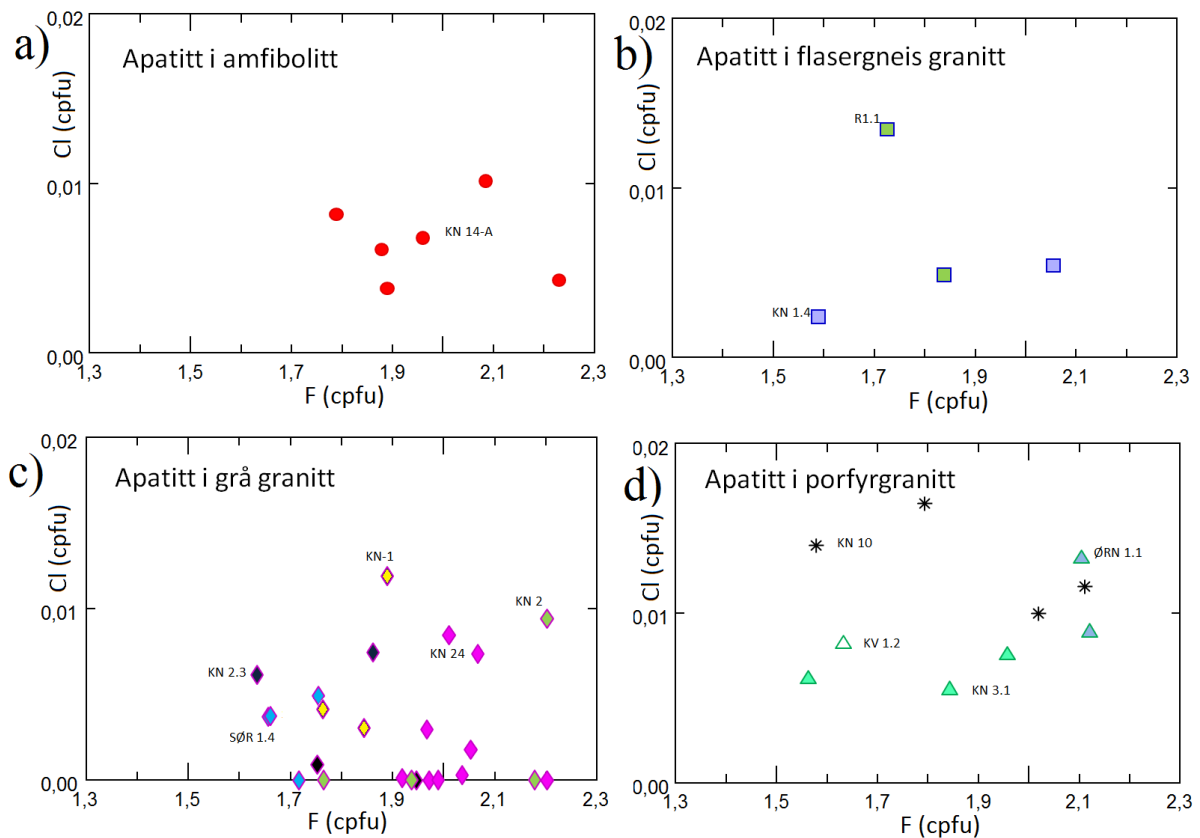 a)
Apatitt i amfibolitt
Cl (cpfu)
0,02
0,01
0,00
KN 14-A
1,3 1,5 1,7 1,9 2,1 2,3
F (cpfu)
b)
Apatitt i flasergneis granitt
Cl (cpfu)
0,02
0,01
0,00
R1.1
KN 1.4
1,3 1,5 1,7 1,9 2,1 2,3
F (cpfu)
c)
Apatitt i grå granitt
Cl (cpfu)
0,02
0,01
0,00
KN-1
KN 2
KN 24
KN 2.3
SØR 1.4
1,3 1,5 1,7 1,9 2,1 2,3
F (cpfu)
d)
Apatitt i porfyrgranitt
Cl (cpfu)
0,02
0,01
0,00
KN 10
ØRN 1.1
KV 1.2
KN 3.1
1,3 1,5 1,7 1,9 2,1 2,3
F (cpfu)